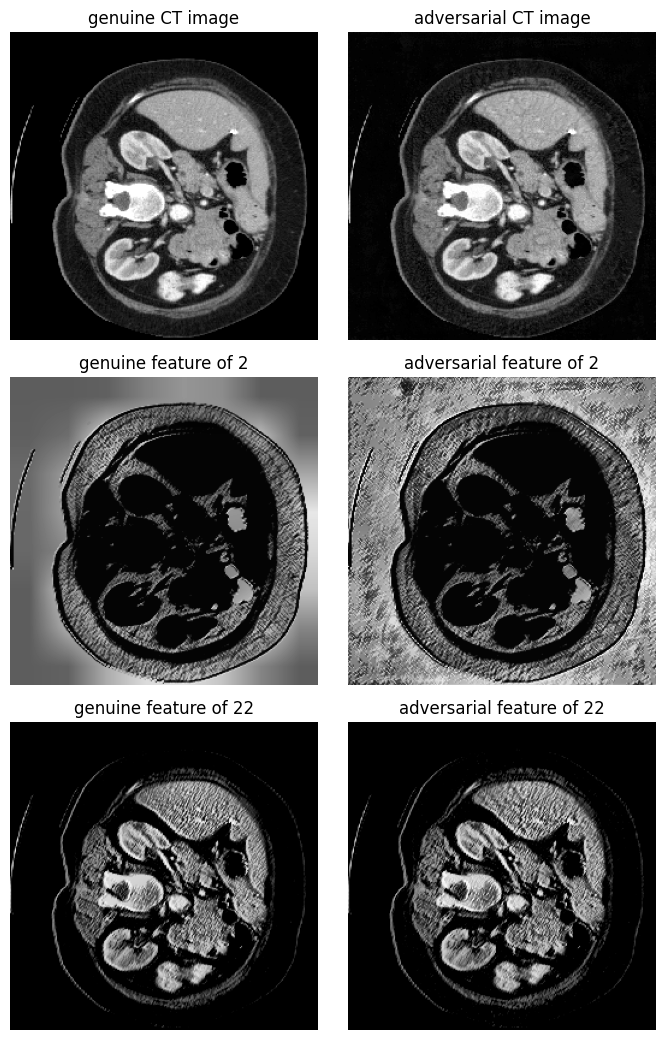 genuine CT image
adversarial CT image
genuine feature of 2
adversarial feature of 2
genuine feature of 22
adversarial feature of 22